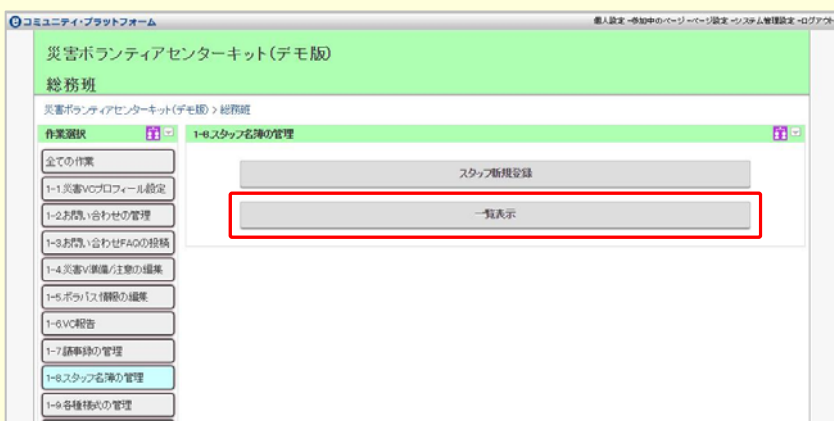 eコミュニティ・プラットフォーム
個人設定 -参加中のページ -ページ設定 -システム管理設定 -ログアウト
災害ボランティアセンターキット(デモ版)
総務班
災害ボランティアセンターキット(デモ版) > 総務班
作業選択
1-8.スタッフ名簿の管理
全ての作業
スタッフ新規登録
1-1.災害VCプロフィール設定
1-2.お問い合わせの管理
一覧表示
1-3.お問い合わせFAQの投稿
1-4.災害V準備/注意の編集
1-5.ボラバス情報の編集
1-6.VC報告
1-7.議事録の管理
1-8.スタッフ名簿の管理
1-9.各種様式の管理